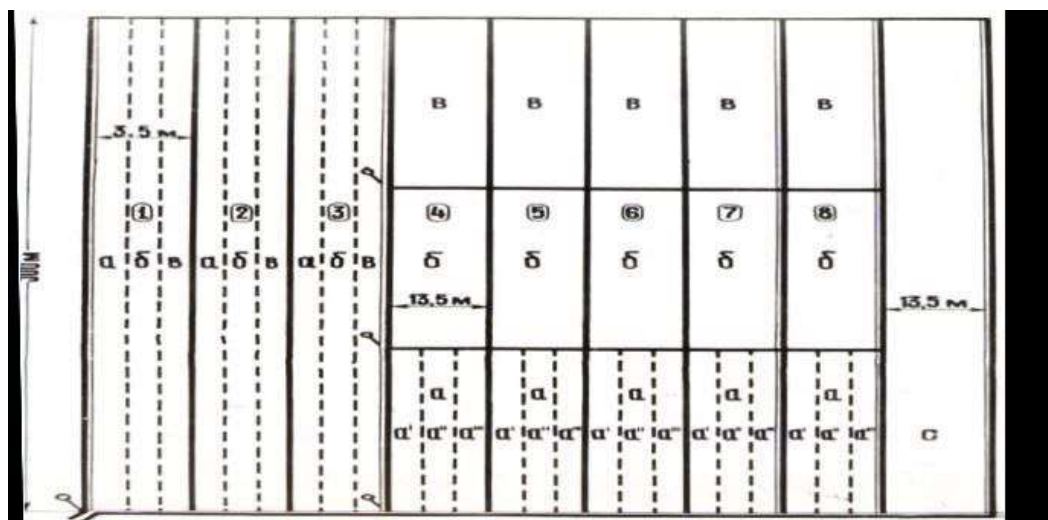 В В В В В
3,5 м
1 2 3 4 5 6 7 8
а б в а б в а б в б б б б б
13,5 м 13,5 м
а а а а а
а' а" а'" а' а" а'" а' а" а'" а' а" а'" а' а" а'" С